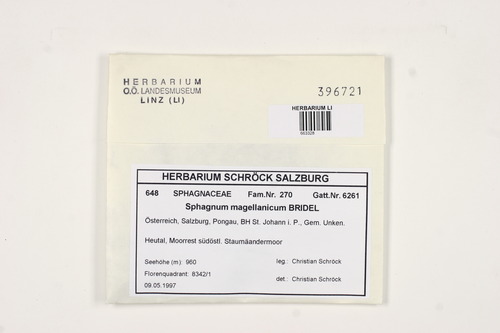 HERBARIUM
O.Ö. LANDESMUSEUM
LINZ (LI)
396721
HERBARIUM LI
HERBARIUM SCHRÖCK SALZBURG
648 SPHAGNACEAE Fam.Nr. 270 Gatt.Nr. 6261
Sphagnum magellanicum BRIDEL
Österreich, Salzburg, Pongau, BH St. Johann i. P., Gem. Unken.
Heutal, Moorrest südöstl. Staumäandermoor
Seehöhe (m): 960 leg.: Christian Schröck
Florenquadrant: 8342/1 det.: Christian Schröck
09.05.1997